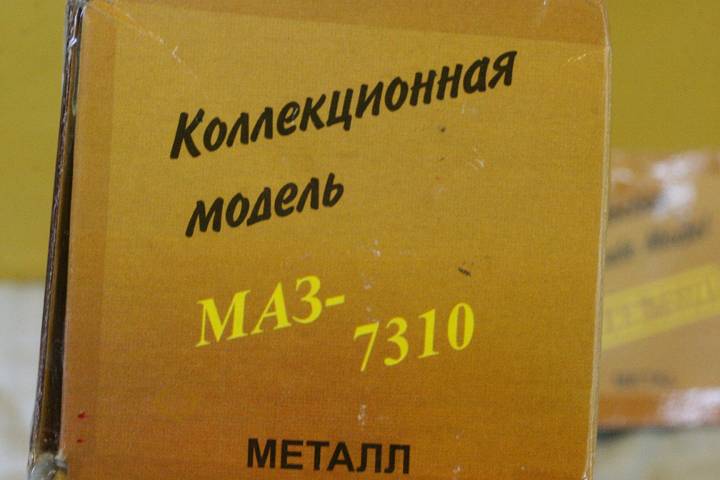 Коллекционная
модель
МАЗ-
7310
МЕТАЛЛ